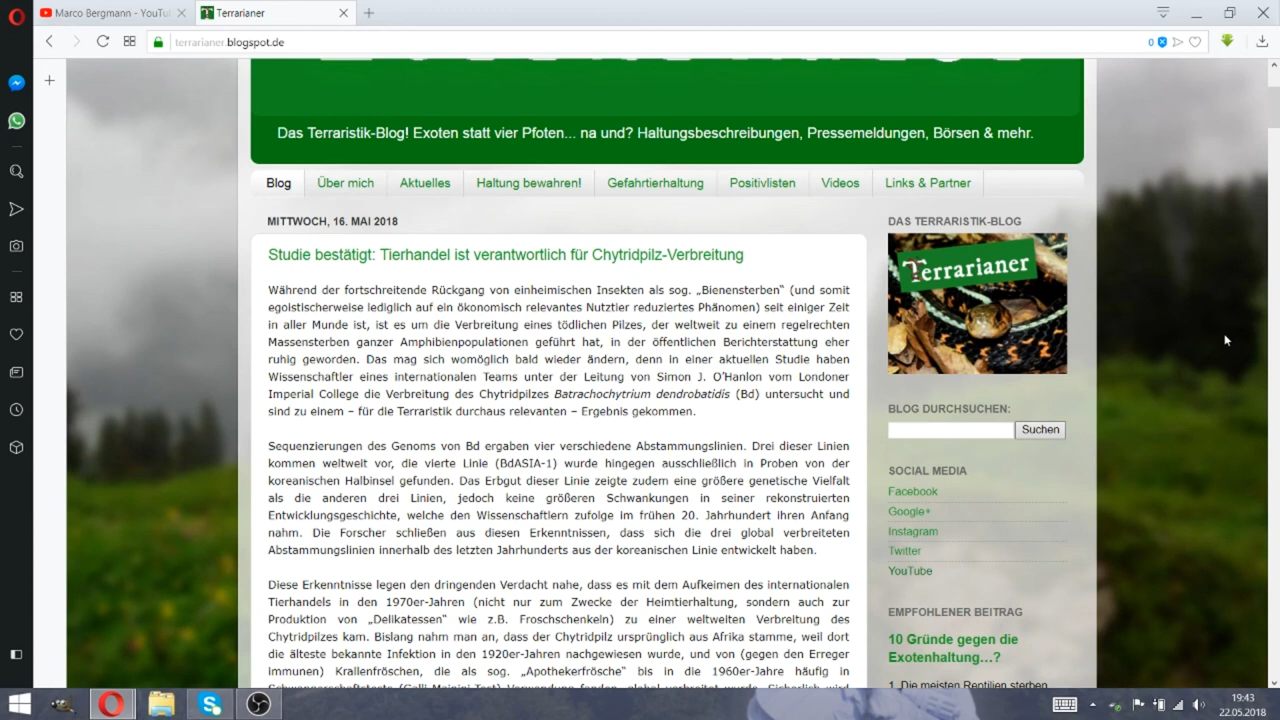 Marco Bergmann - YouTu
Terrarianer
terrarianer.blogspot.de
0
Das Terraristik-Blog! Exoten statt vier Pfoten... na und? Haltungsbeschreibungen, Pressemeldungen, Börsen & mehr.
Blog Über mich Aktuelles Haltung bewahren! Gefahrtierhaltung Positivlisten Videos Links & Partner
MITTWOCH, 16. MAI 2018
Studie bestätigt: Tierhandel ist verantwortlich für Chytridpilz-Verbreitung
Während der fortschreitende Rückgang von einheimischen Insekten als sog. „Bienensterben“ (und somit
egoistischerweise lediglich auf ein ökonomisch relevantes Nutztier reduziertes Phänomen) seit einiger Zeit
in aller Munde ist, ist es um die Verbreitung eines tödlichen Pilzes, der weltweit zu einem regelrechten
Massensterben ganzer Amphibienpopulationen geführt hat, in der öffentlichen Berichterstattung eher
ruhig geworden. Das mag sich womöglich bald wieder ändern, denn in einer aktuellen Studie haben
Wissenschaftler eines internationalen Teams unter der Leitung von Simon J. O’Hanlon vom Londoner
Imperial College die Verbreitung des Chytridpilzes Batrachochytrium dendrobatidis (Bd) untersucht und
sind zu einem – für die Terraristik durchaus relevanten – Ergebnis gekommen.
Sequenzierungen des Genoms von Bd ergaben vier verschiedene Abstammungslinien. Drei dieser Linien
kommen weltweit vor, die vierte Linie (BdASIA-1) wurde hingegen ausschließlich in Proben von der
koreanischen Halbinsel gefunden. Das Erbgut dieser Linie zeigte zudem eine größere genetische Vielfalt
als die anderen drei Linien, jedoch keine größeren Schwankungen in seiner rekonstruierten
Entwicklungsgeschichte, welche den Wissenschaftlern zufolge im frühen 20. Jahrhundert ihren Anfang
nahm. Die Forscher schließen aus diesen Erkenntnissen, dass sich die drei global verbreiteten
Abstammungslinien innerhalb des letzten Jahrhunderts aus der koreanischen Linie entwickelt haben.
Diese Erkenntnisse legen den dringenden Verdacht nahe, dass es mit dem Aufkeimen des internationalen
Tierhandels in den 1970er-Jahren (nicht nur zum Zwecke der Heimtierhaltung, sondern auch zur
Produktion von „Delikatessen“ wie z.B. Froschschenkeln) zu einer weltweiten Verbreitung des
Chytridpilzes kam. Bislang nahm man an, dass der Chytridpilz ursprünglich aus Afrika stamme, weil dort
die älteste bekannte Infektion in den 1920er-Jahren nachgewiesen wurde, und von (gegen den Erreger
immunen) Krallenfröschen, die als sog. „Apothekerfrösche“ bis in die 1960er-Jahre häufig in
DAS TERRARISTIK-BLOG
Terrarianer
BLOG DURCHSUCHEN:
Suchen
SOCIAL MEDIA
Facebook
Google+
Instagram
Twitter
YouTube
EMPFOHLENER BEITRAG
10 Gründe gegen die
Exotenhaltung…?
1. Die meisten Reptilien sterben
19:43
22.05.2018